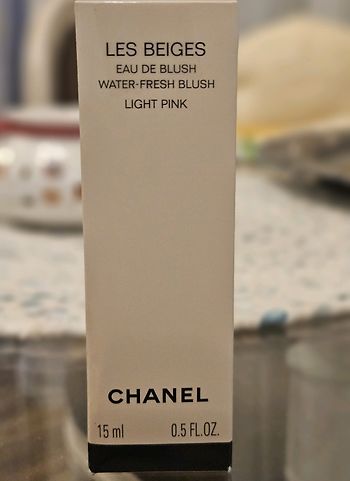 LES BEIGES
EAU DE BLUSH
WATER-FRESH BLUSH
LIGHT PINK
CHANEL
15 ml 0.5 FL.OZ.